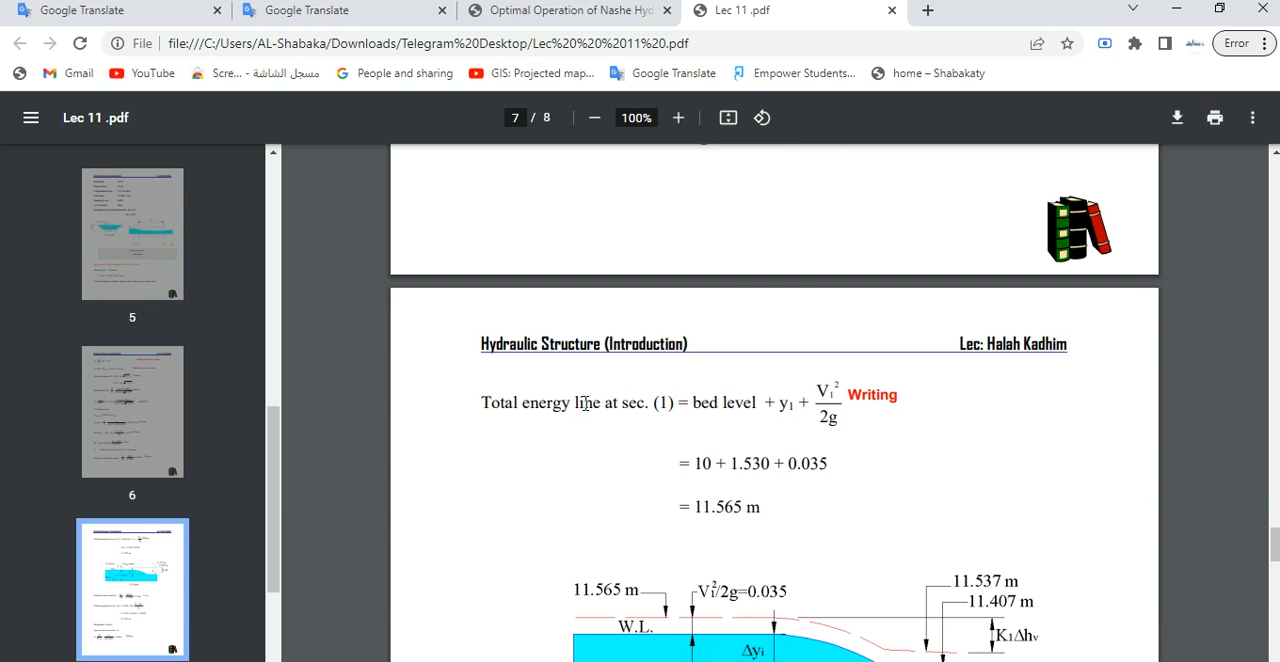 Google Translate
Google Translate
Optimal Operation of Nashe Hyd
Lec 11 .pdf
File
file:///C:/Users/AL-Shabaka/Downloads/Telegram%20Desktop/Lec%20%20%2011%20.pdf
Error
Gmail
YouTube
Scre... - مسجل الشاشة
People and sharing
GIS: Projected map...
Google Translate
Empower Students...
home – Shabakaty
Lec 11 .pdf
7 / 8
100%
5
6
Hydraulic Structure (Introduction)
Lec: Halah Kadhim
Total energy line at sec. (1) = bed level + y₁ + V₁²/2g Writing
= 10 + 1.530 + 0.035
= 11.565 m
11.565 m
V₁²/2g=0.035
11.537 m
11.407 m
W.L.
K₁Δhᵥ
Δyᵢ